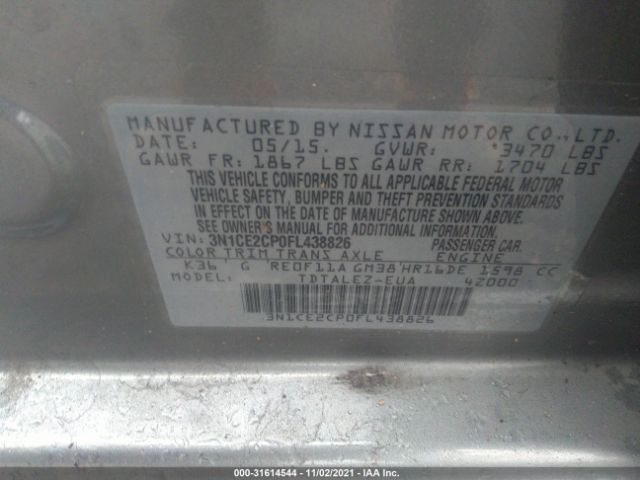 MANUFACTURED BY NISSAN MOTOR CO.,LTD.
DATE: 05/15. GVWR: 3470 LBS
GAWR FR: 1867 LBS GAWR RR: 1704 LBS
THIS VEHICLE CONFORMS TO ALL APPLICABLE FEDERAL MOTOR
VEHICLE SAFETY, BUMPER AND THEFT PREVENTION STANDARDS
IN EFFECT ON THE DATE OF MANUFACTURE SHOWN ABOVE.
SEE OWNER'S MANUAL FOR ADDITIONAL INFORMATION.
VIN: 3N1CE2CP0FL438826 PASSENGER CAR.
COLOR TRIM TRANS AXLE ENGINE
K36 G RE0F11A GM38 HR16DE 1598 CC
MODEL: TDTALEZ-EUA 42000
3N1CE2CP0FL438826
000-31614544 - 11/02/2021 - IAA Inc.